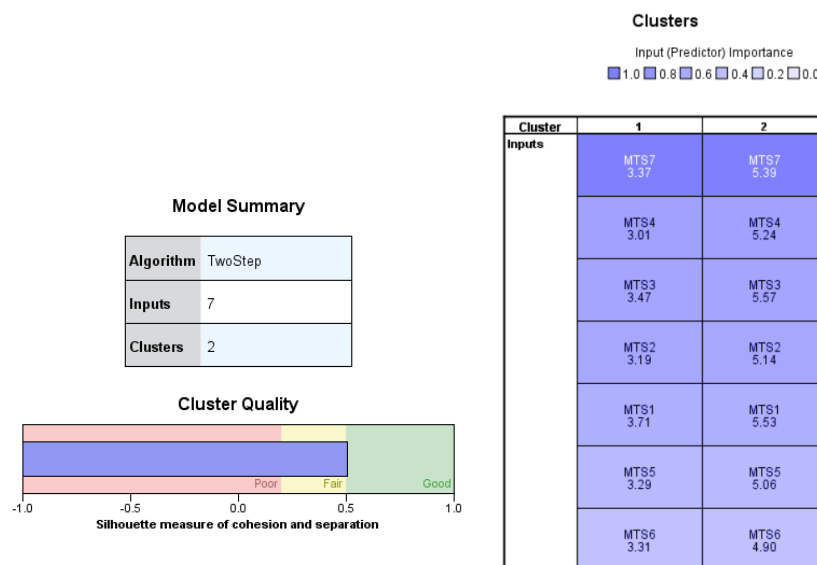 Model Summary
Algorithm TwoStep
Inputs 7
Clusters 2
Cluster Quality
Poor Fair Good
-1.0 -0.5 0.0 0.5 1.0
Silhouette measure of cohesion and separation
Clusters
Input (Predictor) Importance
1.0 0.8 0.6 0.4 0.2 0.0
Cluster 1 2
Inputs
MTS7 MTS7
3.37 5.39
MTS4 MTS4
3.01 5.24
MTS3 MTS3
3.47 5.57
MTS2 MTS2
3.19 5.14
MTS1 MTS1
3.71 5.53
MTS5 MTS5
3.29 5.06
MTS6 MTS6
3.31 4.90